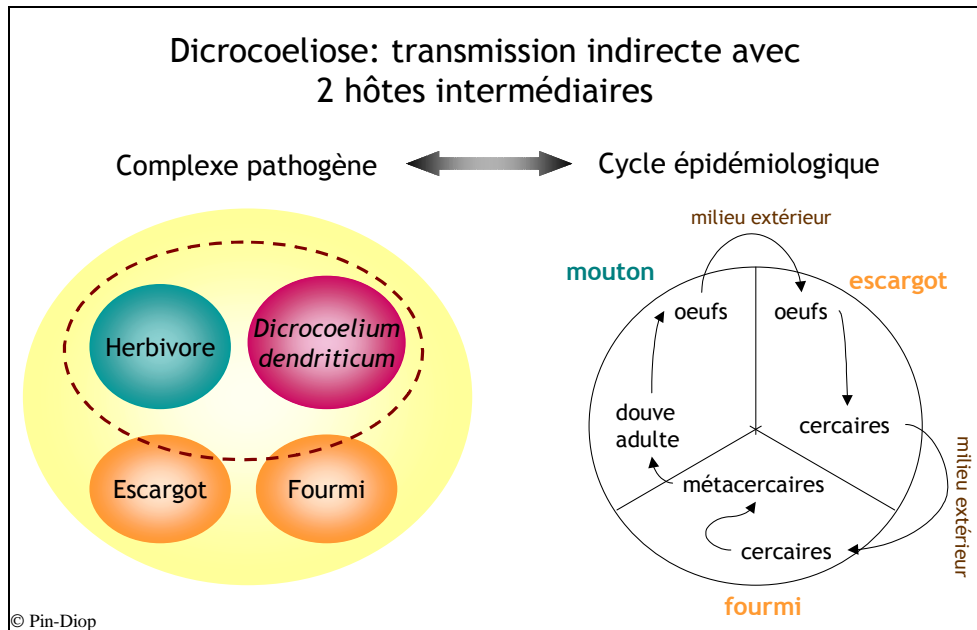 Dicrocoeliose: transmission indirecte avec
2 hôtes intermédiaires
Complexe pathogène
Cycle épidémiologique
Herbivore
Dicrocoelium
dendriticum
Escargot
Fourmi
milieu extérieur
mouton
escargot
oeufs
oeufs
douve
adulte
cercaires
milieu extérieur
métacercaires
cercaires
fourmi
© Pin-Diop